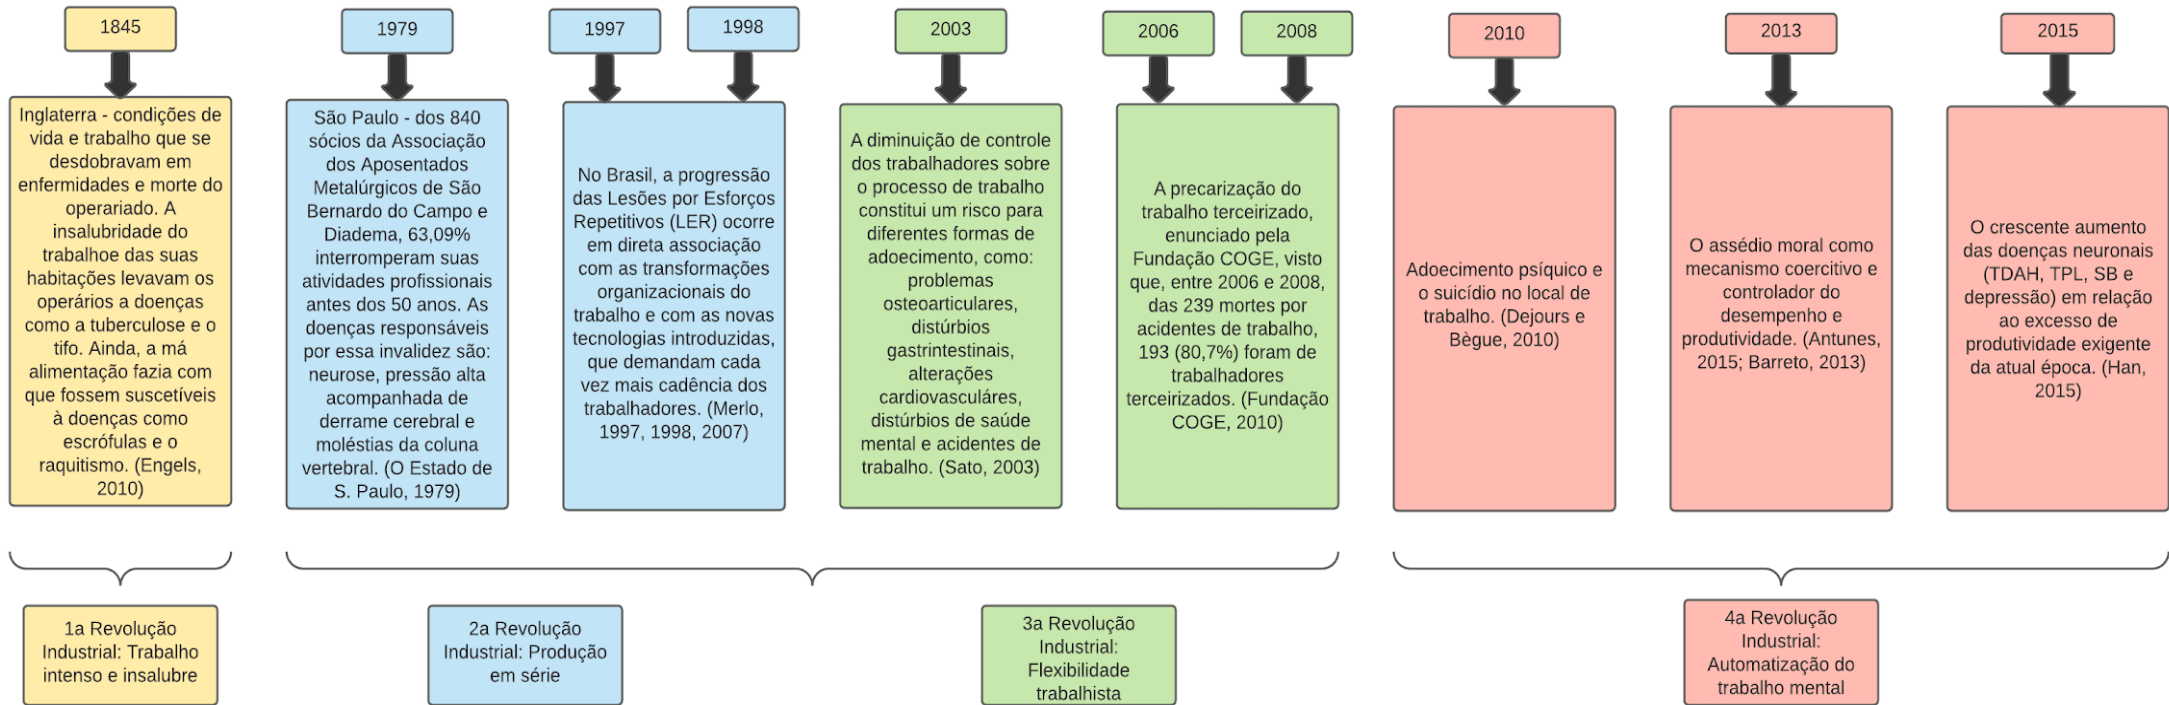 1845
Inglaterra - condições de
vida e trabalho que se
desdobravam em
enfermidades e morte do
operariado. A
insalubridade do
trabalhoe das suas
habitações levavam os
operários a doenças
como a tuberculose e o
tifo. Ainda, a má
alimentação fazia com
que fossem suscetíveis
à doenças como
escrófulas e o
raquitismo. (Engels,
2010)
1979
São Paulo - dos 840
sócios da Associação
dos Aposentados
Metalúrgicos de São
Bernardo do Campo e
Diadema, 63,09%
interromperam suas
atividades profissionais
antes dos 50 anos. As
doenças responsáveis
por essa invalidez são:
neurose, pressão alta
acompanhada de
derrame cerebral e
moléstias da coluna
vertebral. (O Estado de
S. Paulo, 1979)
1997
1998
No Brasil, a progressão
das Lesões por Esforços
Repetitivos (LER) ocorre
em direta associação
com as transformações
organizacionais do
trabalho e com as novas
tecnologias introduzidas,
que demandam cada
vez mais cadência dos
trabalhadores. (Merlo,
1997, 1998, 2007)
2003
A diminuição de controle
dos trabalhadores sobre
o processo de trabalho
constitui um risco para
diferentes formas de
adoecimento, como:
problemas
osteoarticulares,
distúrbios
gastrintestinais,
alterações
cardiovasculáres,
distúrbios de saúde
mental e acidentes de
trabalho. (Sato, 2003)
2006
2008
A precarização do
trabalho terceirizado,
enunciado pela
Fundação COGE, visto
que, entre 2006 e 2008,
das 239 mortes por
acidentes de trabalho,
193 (80,7%) foram de
trabalhadores
terceirizados. (Fundação
COGE, 2010)
2010
Adoecimento psíquico e
o suicídio no local de
trabalho. (Dejours e
Bègue, 2010)
2013
O assédio moral como
mecanismo coercitivo e
controlador do
desempenho e
produtividade. (Antunes,
2015; Barreto, 2013)
2015
O crescente aumento
das doenças neuronais
(TDAH, TPL, SB e
depressão) em relação
ao excesso de
produtividade exigente
da atual época. (Han,
2015)
1a Revolução
Industrial: Trabalho
intenso e insalubre
2a Revolução
Industrial: Produção
em série
3a Revolução
Industrial:
Flexibilidade
trabalhista
4a Revolução
Industrial:
Automatização do
trabalho mental